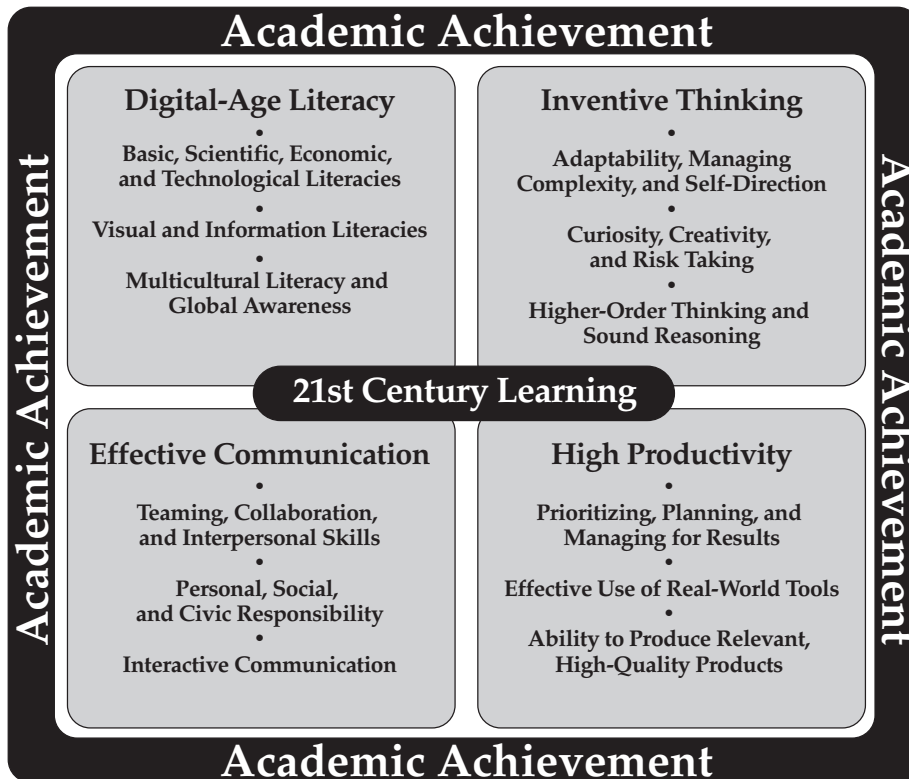 Academic Achievement
Academic Achievement
Digital-Age Literacy
•
Basic, Scientific, Economic,
and Technological Literacies
•
Visual and Information Literacies
•
Multicultural Literacy and
Global Awareness
Inventive Thinking
•
Adaptability, Managing
Complexity, and Self-Direction
•
Curiosity, Creativity,
and Risk Taking
•
Higher-Order Thinking and
Sound Reasoning
Academic Achievement
21st Century Learning
Effective Communication
•
Teaming, Collaboration,
and Interpersonal Skills
•
Personal, Social,
and Civic Responsibility
•
Interactive Communication
High Productivity
•
Prioritizing, Planning, and
Managing for Results
•
Effective Use of Real-World Tools
•
Ability to Produce Relevant,
High-Quality Products
Academic Achievement